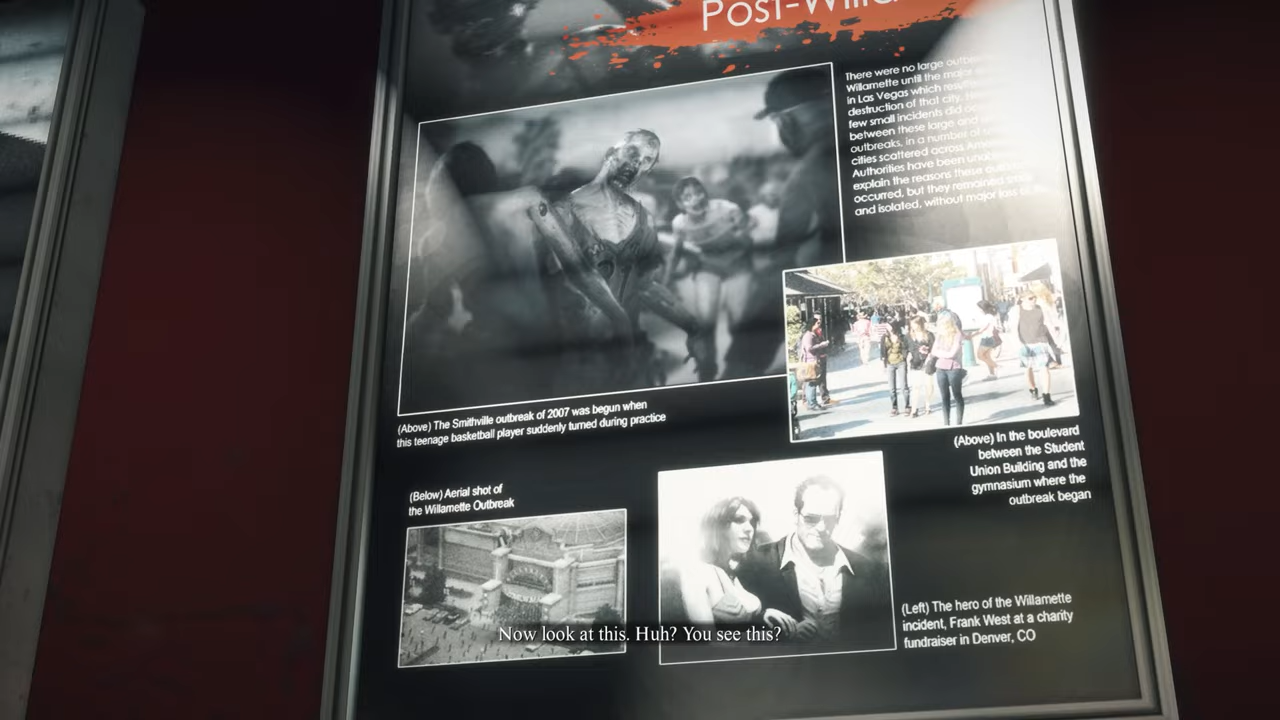 Post-Willa
There were no large outbre
Willamette until the major
in Las Vegas which resul
destruction of that city.
few small incidents did oc
between these large and
outbreaks, in a number of
cities scattered across Ame
Authorities have been una
explain the reasons these
occurred, but they remained
and isolated, without major loss
(Above) The Smithville outbreak of 2007 was begun when
this teenage basketball player suddenly turned during practice
(Above) In the boulevard
between the Student
Union Building and the
gymnasium where the
outbreak began
(Below) Aerial shot of
the Willamette Outbreak
(Left) The hero of the Willamette
incident, Frank West at a charity
fundraiser in Denver, CO
Now look at this. Huh? You see this?